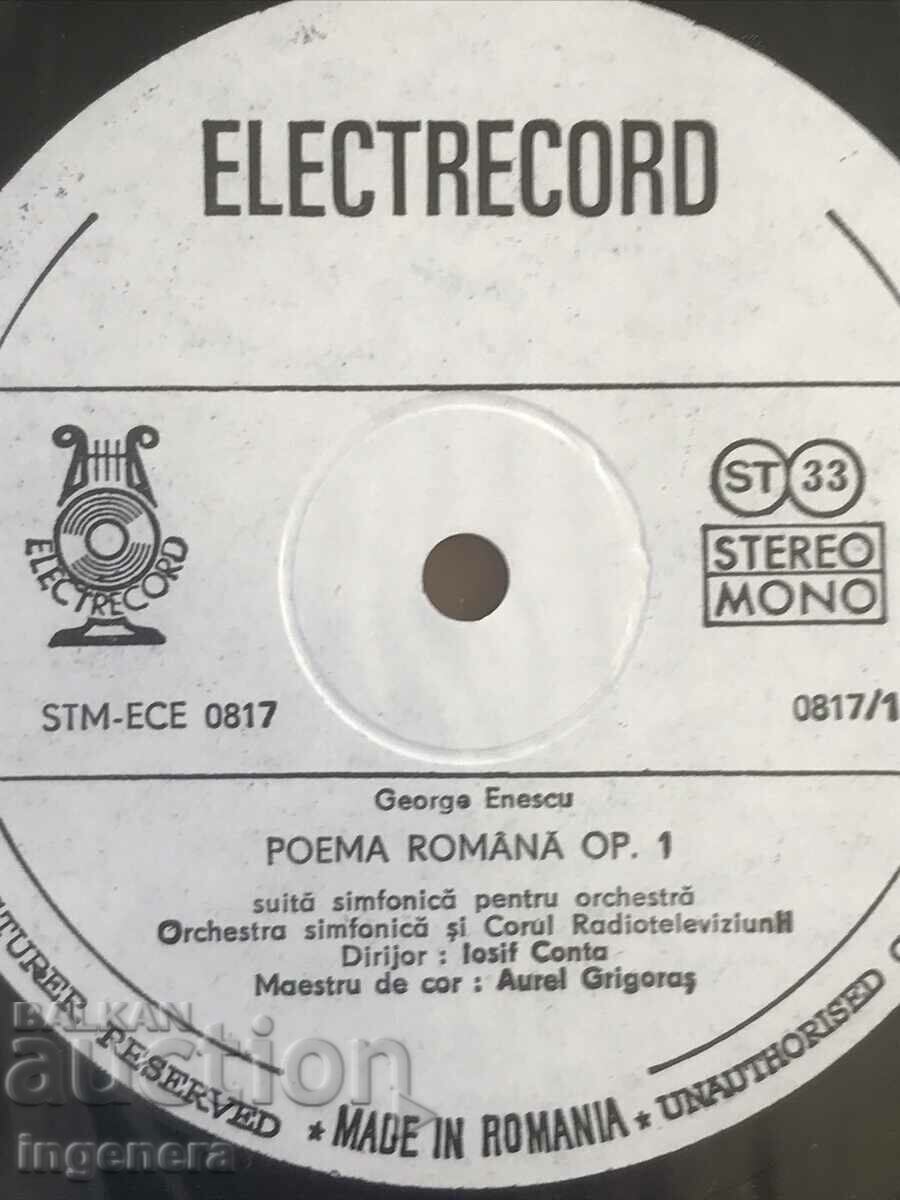 ELECTRECORD
ELECTRECORD
ST 33
STEREO
MONO
STM-ECE 0817
0817/1
George Enescu
POEMA ROMÂNĂ OP. 1
suită simfonică pentru orchestră
Orchestra simfonică și Corul Radioteleviziunii
Dirijor : Iosif Conta
Maestru de cor : Aurel Grigoraș
RESERVED ★ MADE IN ROMANIA ★ UNAUTHORISED
BALKAN
auction
ingenera